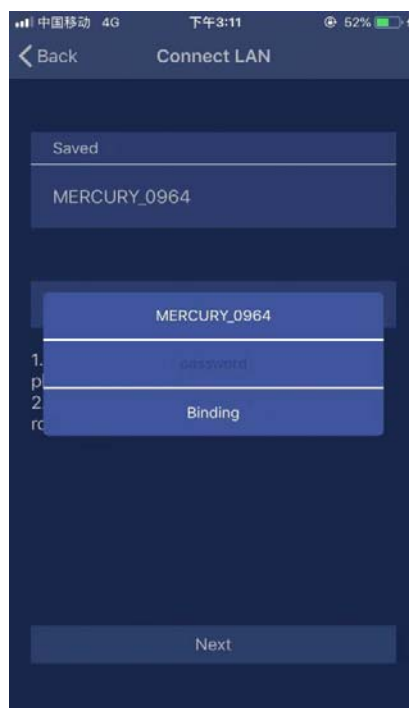 中国移动 4G 下午3:11 52%
Back Connect LAN
Saved
MERCURY_0964
MERCURY_0964
1.
password
pl
2
Binding
ro
Next